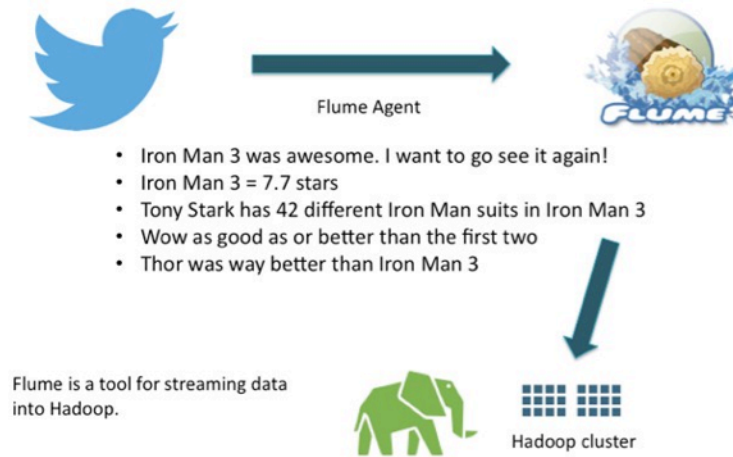 FLUME
Flume Agent
• Iron Man 3 was awesome. I want to go see it again!
• Iron Man 3 = 7.7 stars
• Tony Stark has 42 different Iron Man suits in Iron Man 3
• Wow as good as or better than the first two
• Thor was way better than Iron Man 3
Flume is a tool for streaming data
into Hadoop.
Hadoop cluster